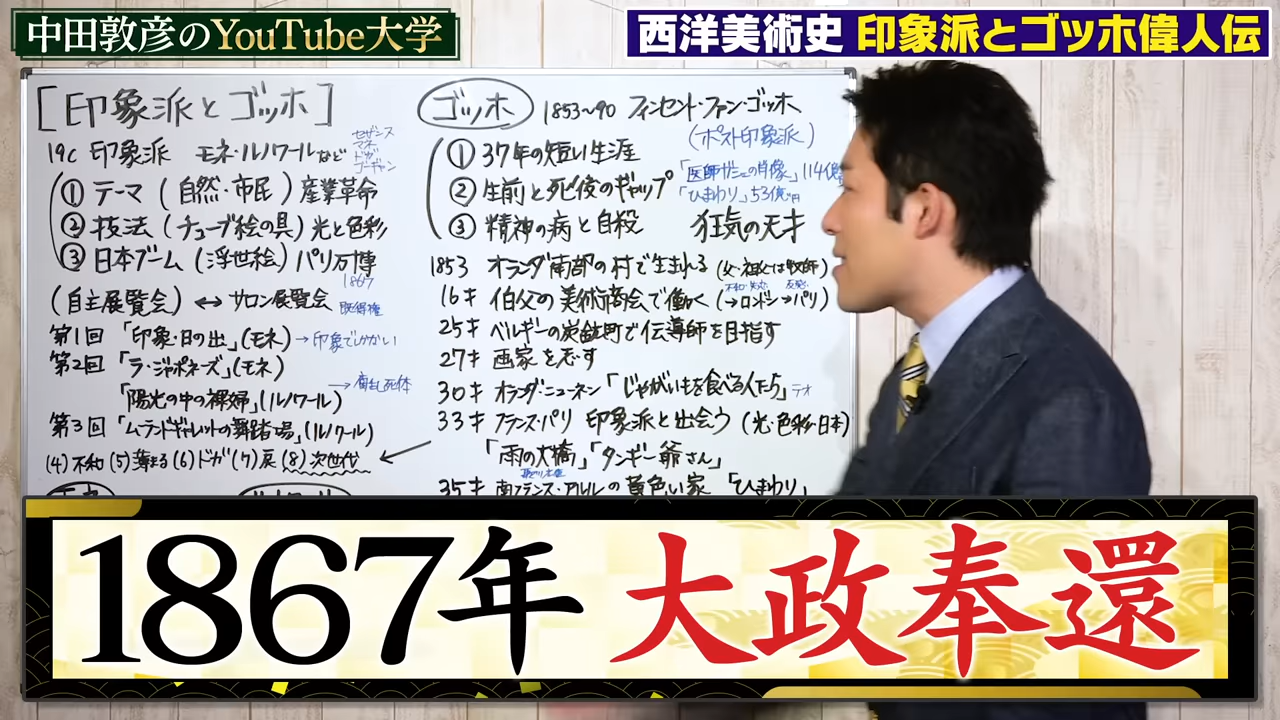 中田敦彦のYouTube大学
西洋美術史 印象派とゴッホ偉人伝
[印象派とゴッホ]
19c 印象派 モネ・ルノワールなど
セザンヌ
マネ
ドガ
ゴーギャン
① テーマ (自然・市民) 産業革命
② 技法 (チューブ絵の具) 光と色彩
③ 日本ブーム (浮世絵) パリ万博
1867
(自主展覧会) ↔ サロン展覧会 既得権
第1回 「印象・日の出」(モネ) →印象でしかない
第2回 「ラ・ジャポネーズ」(モネ)
「陽光の中の裸婦」(ルノワール) →腐乱死体
第3回 「ムーランドギャレットの舞踏場」(ルノワール)
(4)不和 (5)薄まる (6)ドガ (7)戻 (8)次世代
ゴッホ 1853~90 フィンセント・ファン・ゴッホ
(ポスト印象派)
① 37年の短い生涯
「医師ガシェの肖像」114億
② 生前と死後のギャップ
「ひまわり」53億円
③ 精神の病と自殺 狂気の天才
1853 オランダ南部の村で生まれる (父・祖父は牧師)
不和 失恋 反感
16才 伯父の美術商会で働く (→ロンドン→パリ)
25才 ベルギーの炭鉱町で伝導師を目指す
27才 画家を志す
30才 オランダ・ニューネン「じゃがいもを食べる人たち」テオ
33才 フランス・パリ 印象派と出会う (光・色彩・日本)
「雨の大橋」「タンギー爺さん」
35才 南フランス・アルルの黄色い家 「ひまわり」
1867年 大政奉還